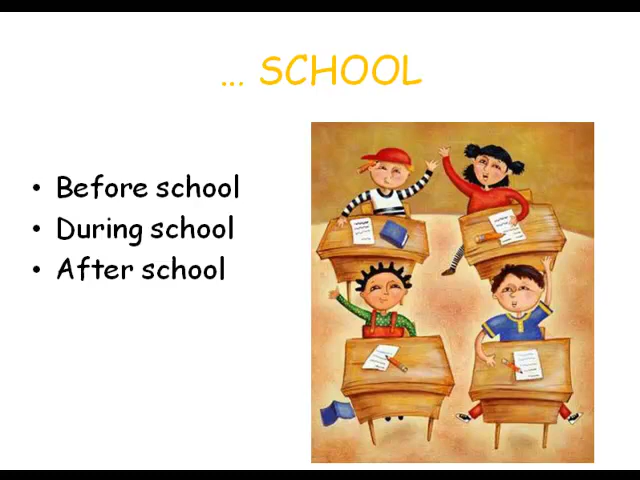 ... SCHOOL
• Before school
• During school
• After school